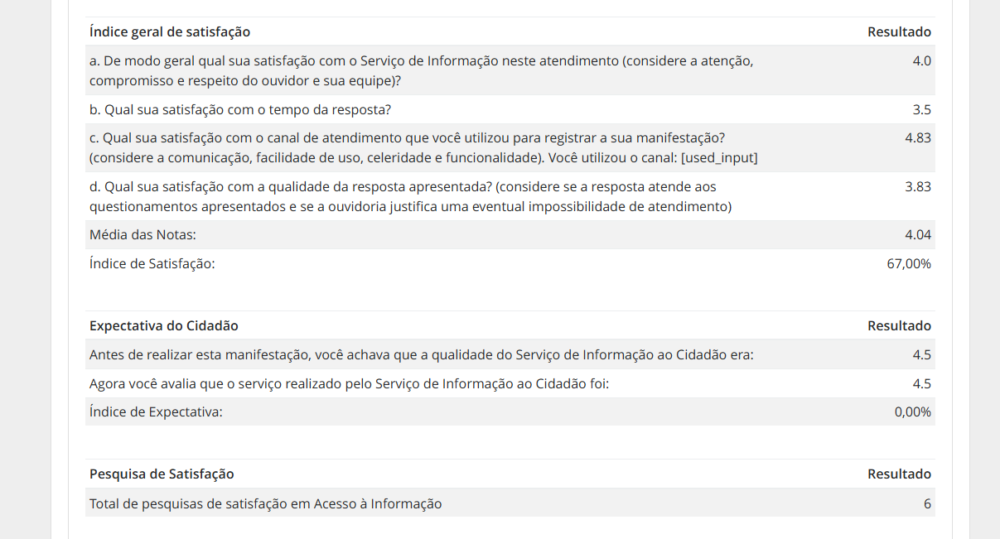 Índice geral de satisfação Resultado
a. De modo geral qual sua satisfação com o Serviço de Informação neste atendimento (considere a atenção, 4.0
compromisso e respeito do ouvidor e sua equipe)?
b. Qual sua satisfação com o tempo da resposta? 3.5
c. Qual sua satisfação com o canal de atendimento que você utilizou para registrar a sua manifestação? 4.83
(considere a comunicação, facilidade de uso, celeridade e funcionalidade). Você utilizou o canal: [used_input]
d. Qual sua satisfação com a qualidade da resposta apresentada? (considere se a resposta atende aos 3.83
questionamentos apresentados e se a ouvidoria justifica uma eventual impossibilidade de atendimento)
Média das Notas: 4.04
Índice de Satisfação: 67,00%
Expectativa do Cidadão Resultado
Antes de realizar esta manifestação, você achava que a qualidade do Serviço de Informação ao Cidadão era: 4.5
Agora você avalia que o serviço realizado pelo Serviço de Informação ao Cidadão foi: 4.5
Índice de Expectativa: 0,00%
Pesquisa de Satisfação Resultado
Total de pesquisas de satisfação em Acesso à Informação 6